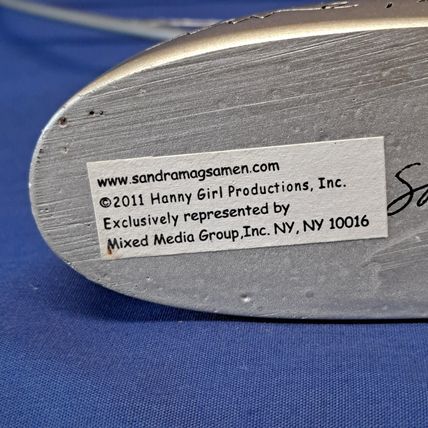 www.sandramagsamen.com
©2011 Hanny Girl Productions, Inc.
Exclusively represented by
Mixed Media Group,Inc. NY, NY 10016